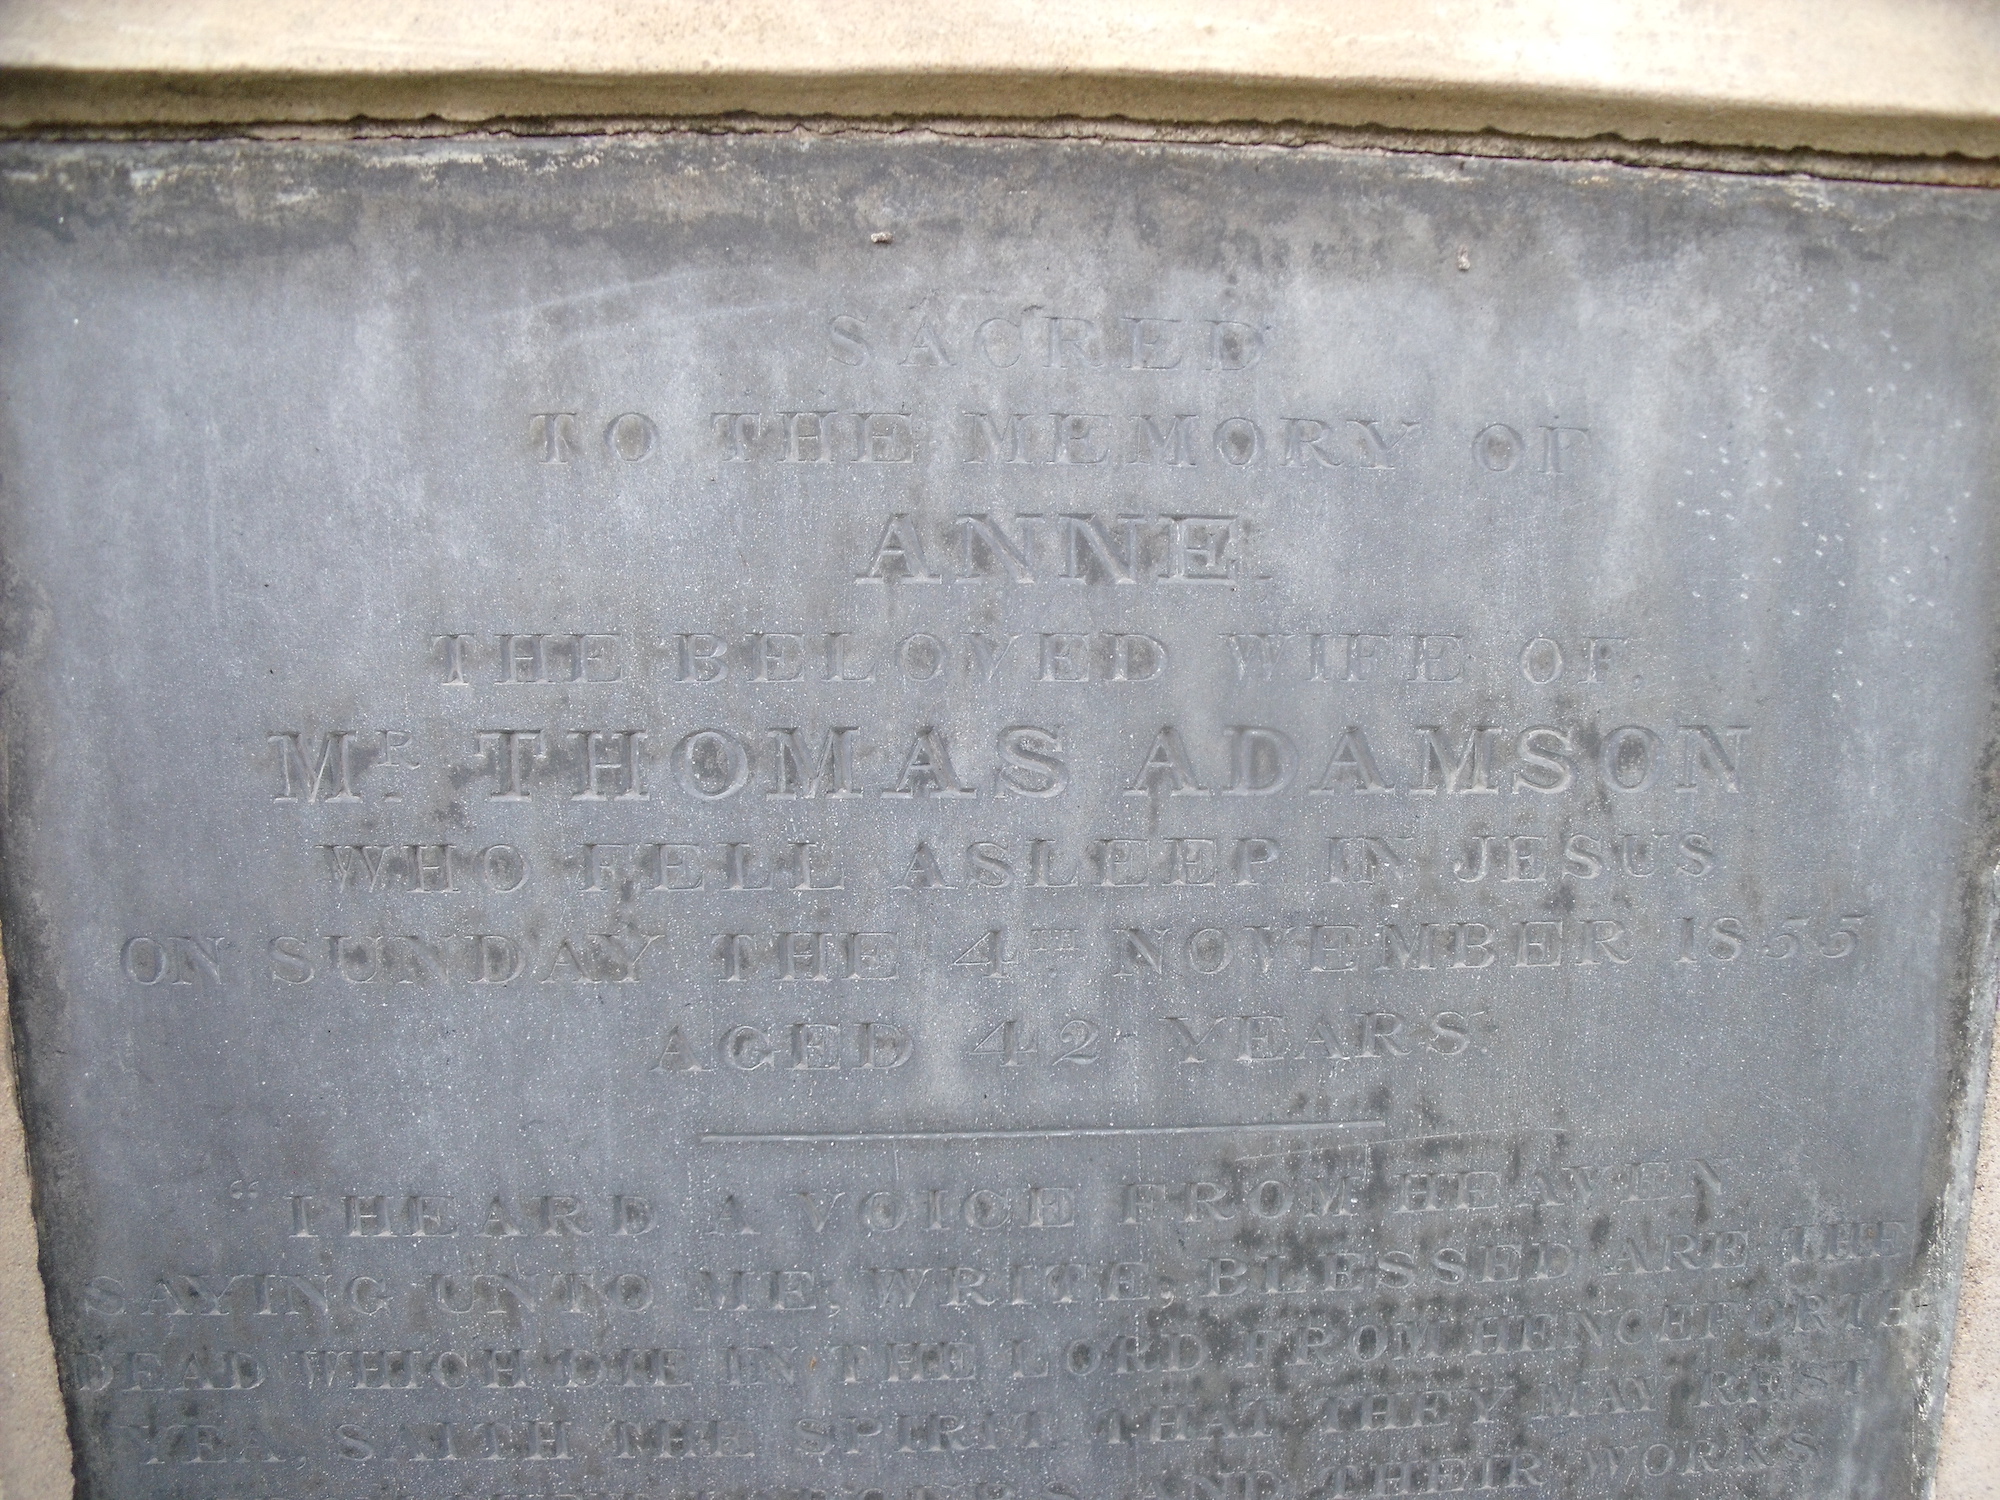 SACRED
TO THE MEMORY OF
ANNE
THE BELOVED WIFE OF,
MR. THOMAS ADAMSON
WHO FELL ASLEEP IN JESUS
ON SUNDAY THE 4TH NOVEMBER 1855
AGED 42 YEARS.
"I HEARD A VOICE FROM HEAVEN
SAYING UNTO ME, WRITE, BLESSED ARE THE
DEAD WHICH DIE IN THE LORD FROM HENCEFORTH
YEA, SAITH THE SPIRIT, THAT THEY MAY REST
AND THEIR WORKS